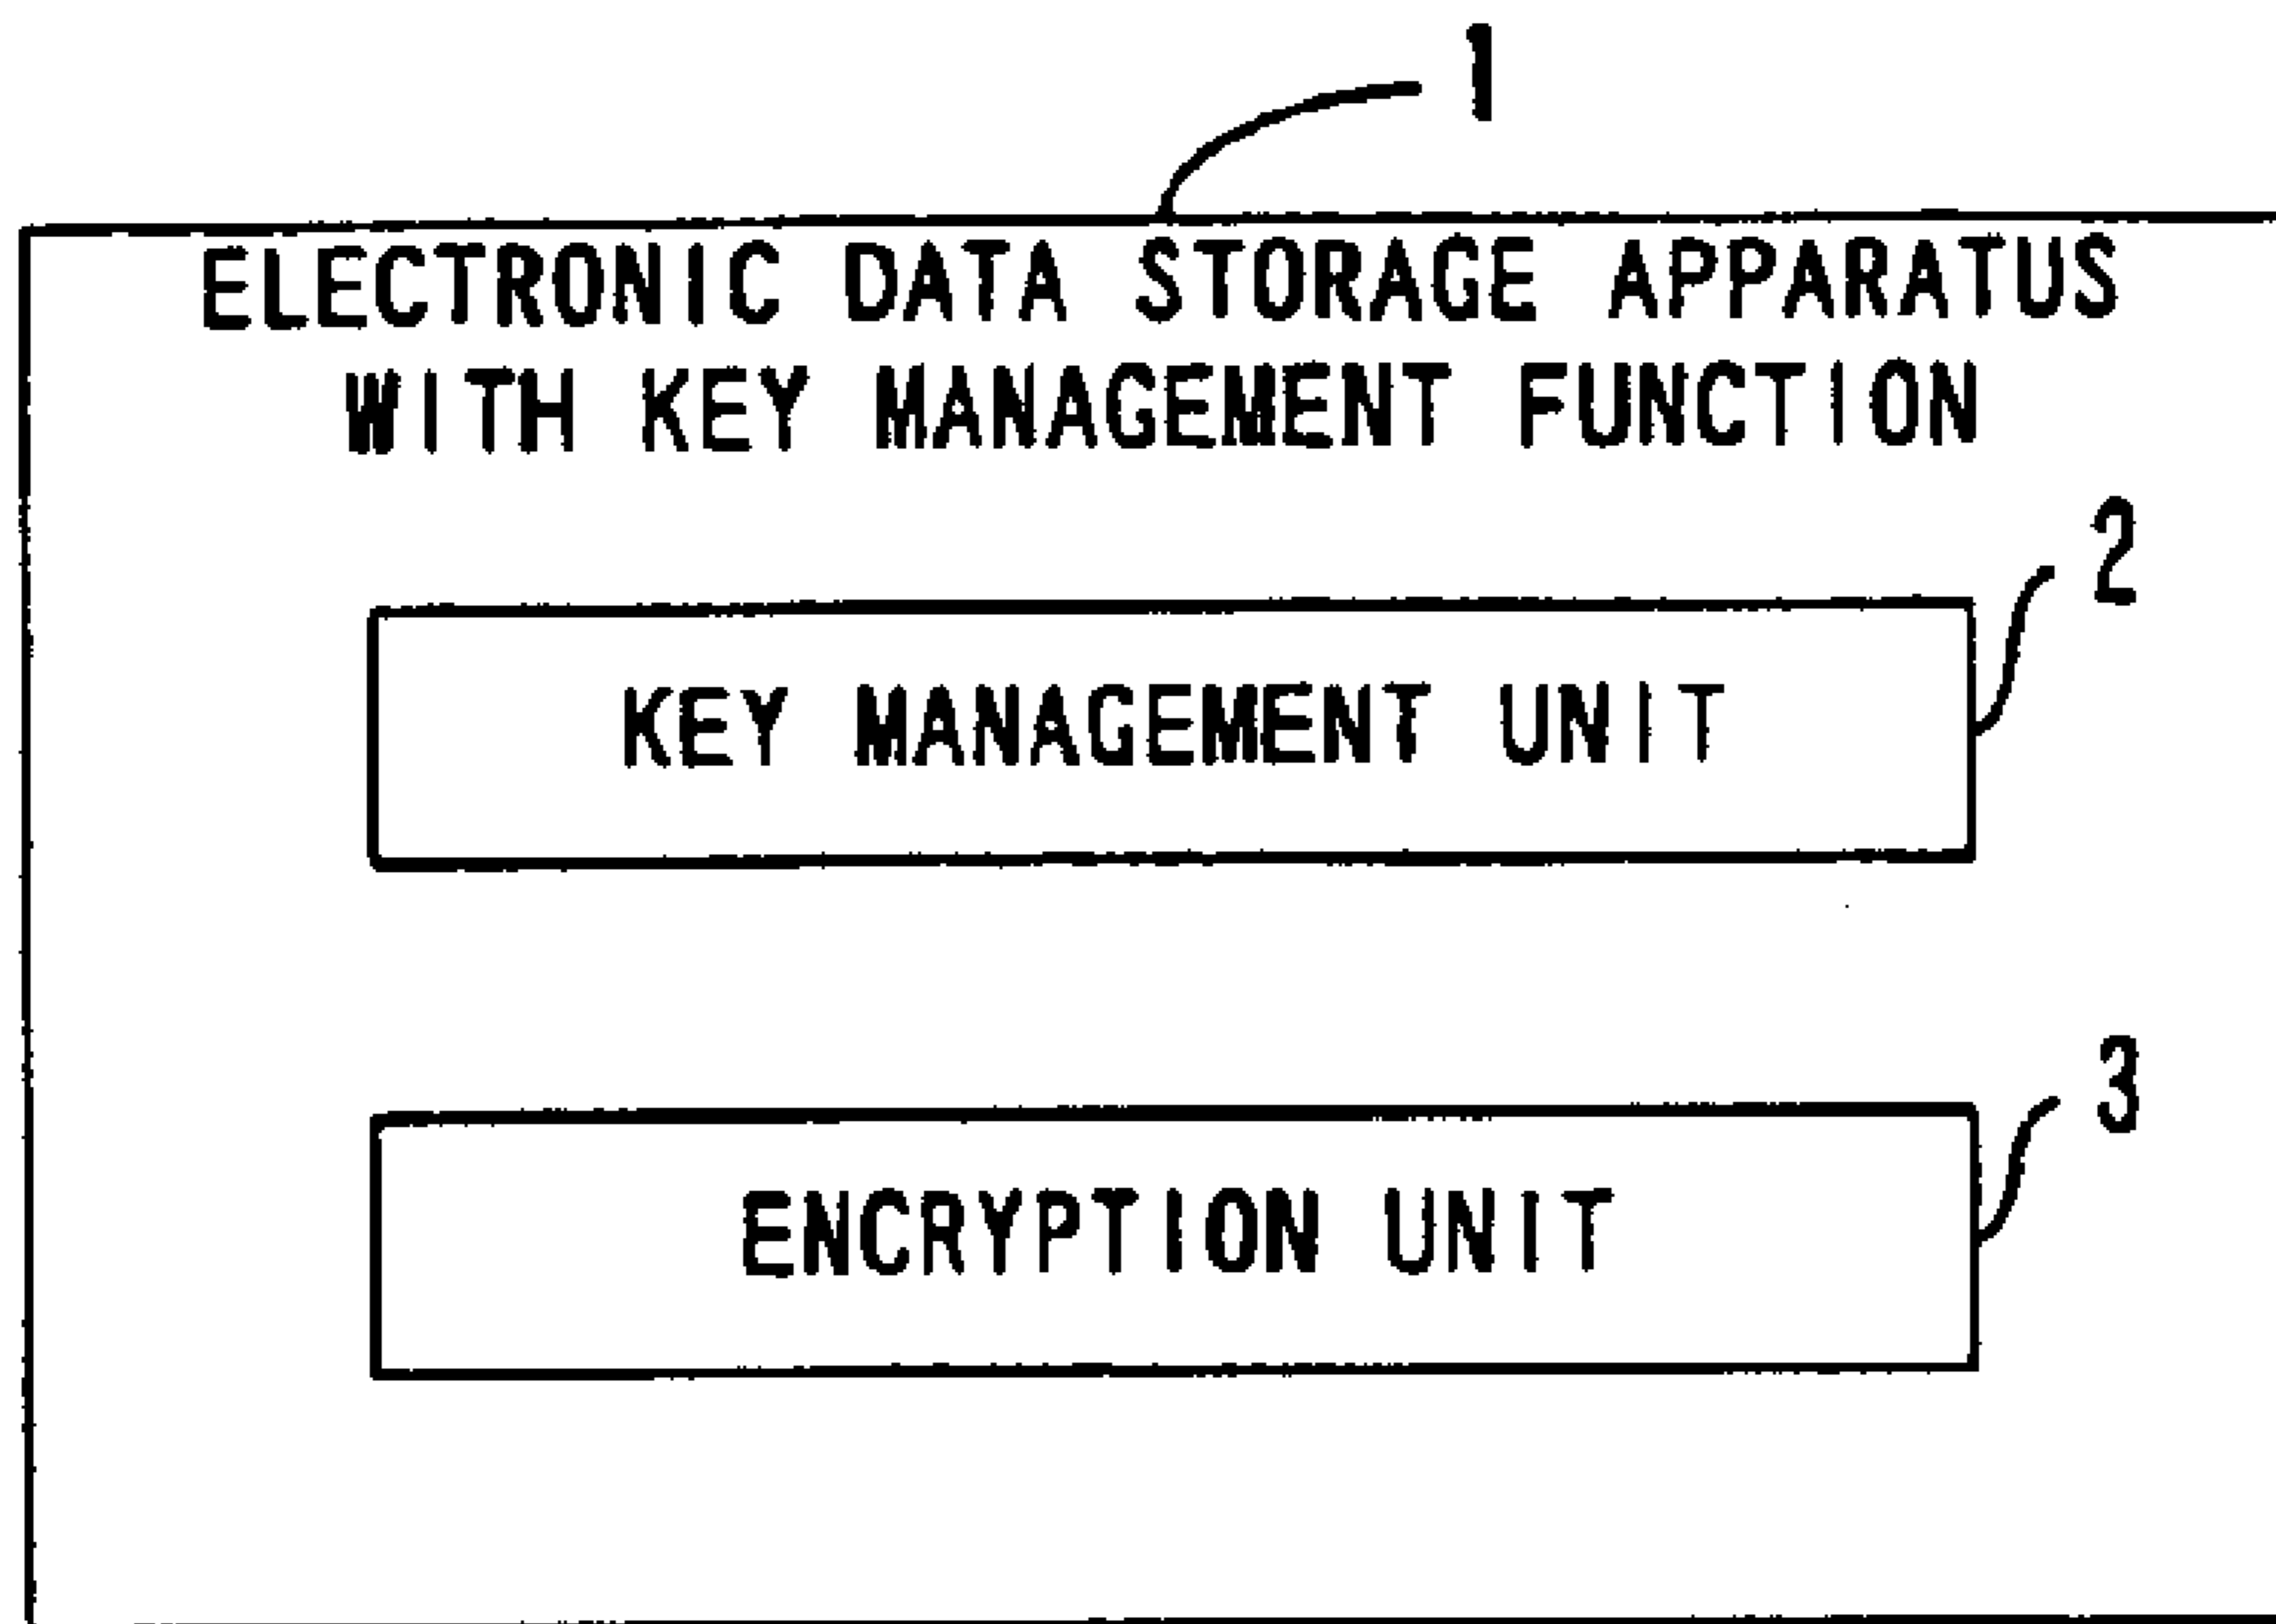 1
ELECTRONIC DATA STORAGE APPARATUS
WITH KEY MANAGEMENT FUNCTION
2
KEY MANAGEMENT UNIT
3
ENCRYPTION UNIT